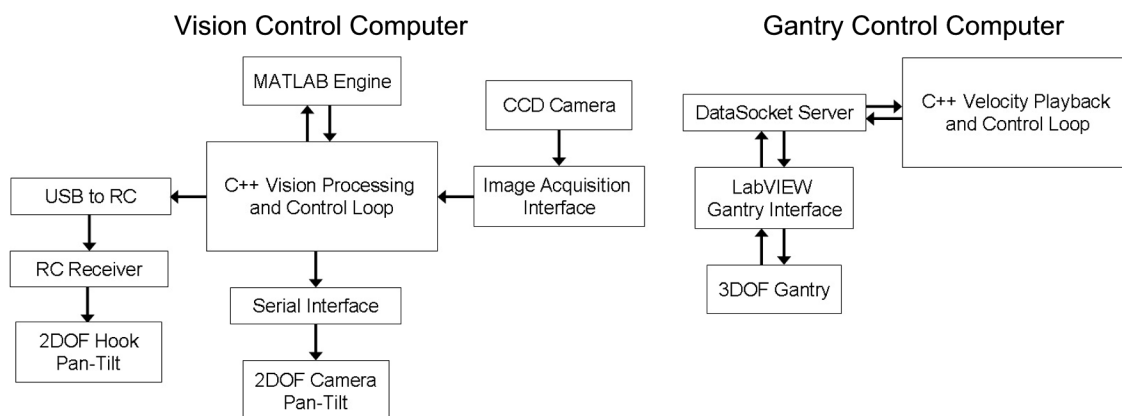 Vision Control Computer
MATLAB Engine
CCD Camera
C++ Vision Processing
and Control Loop
Image Acquisition
Interface
USB to RC
RC Receiver
2DOF Hook
Pan-Tilt
Serial Interface
2DOF Camera
Pan-Tilt
Gantry Control Computer
DataSocket Server
C++ Velocity Playback
and Control Loop
LabVIEW
Gantry Interface
3DOF Gantry